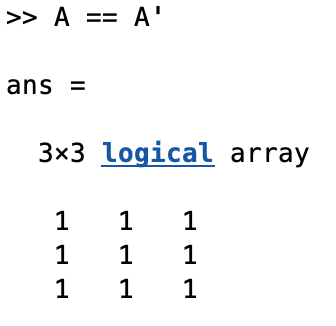 >> A == A'
ans =
3×3 logical array
1 1 1
1 1 1
1 1 1